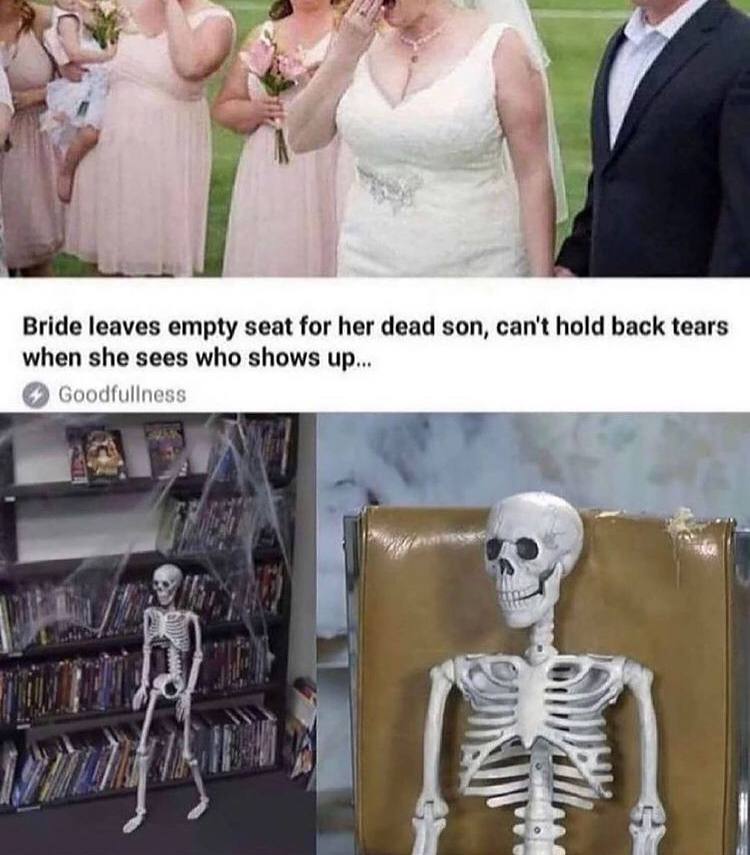 Bride leaves empty seat for her dead son, can't hold back tears
when she sees who shows up...
Goodfullness